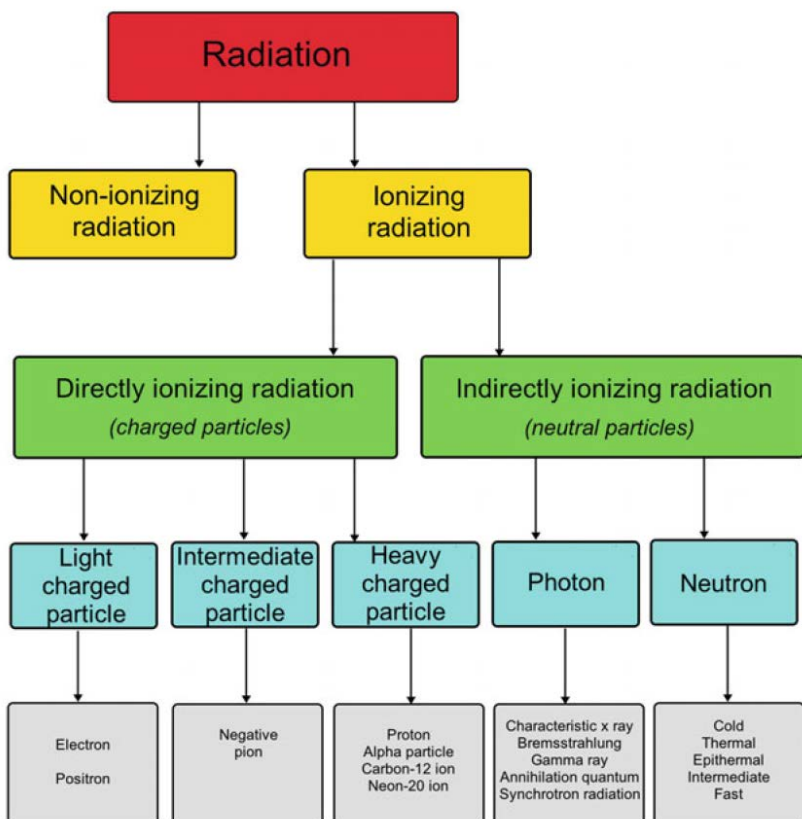 Radiation
Non-ionizing
radiation
Ionizing
radiation
Directly ionizing radiation
(charged particles)
Indirectly ionizing radiation
(neutral particles)
Light
charged
particle
Intermediate
charged
particle
Heavy
charged
particle
Photon
Neutron
Electron
Positron
Negative
pion
Proton
Alpha particle
Carbon-12 ion
Neon-20 ion
Characteristic x ray
Bremsstrahlung
Gamma ray
Annihilation quantum
Synchrotron radiation
Cold
Thermal
Epithermal
Intermediate
Fast